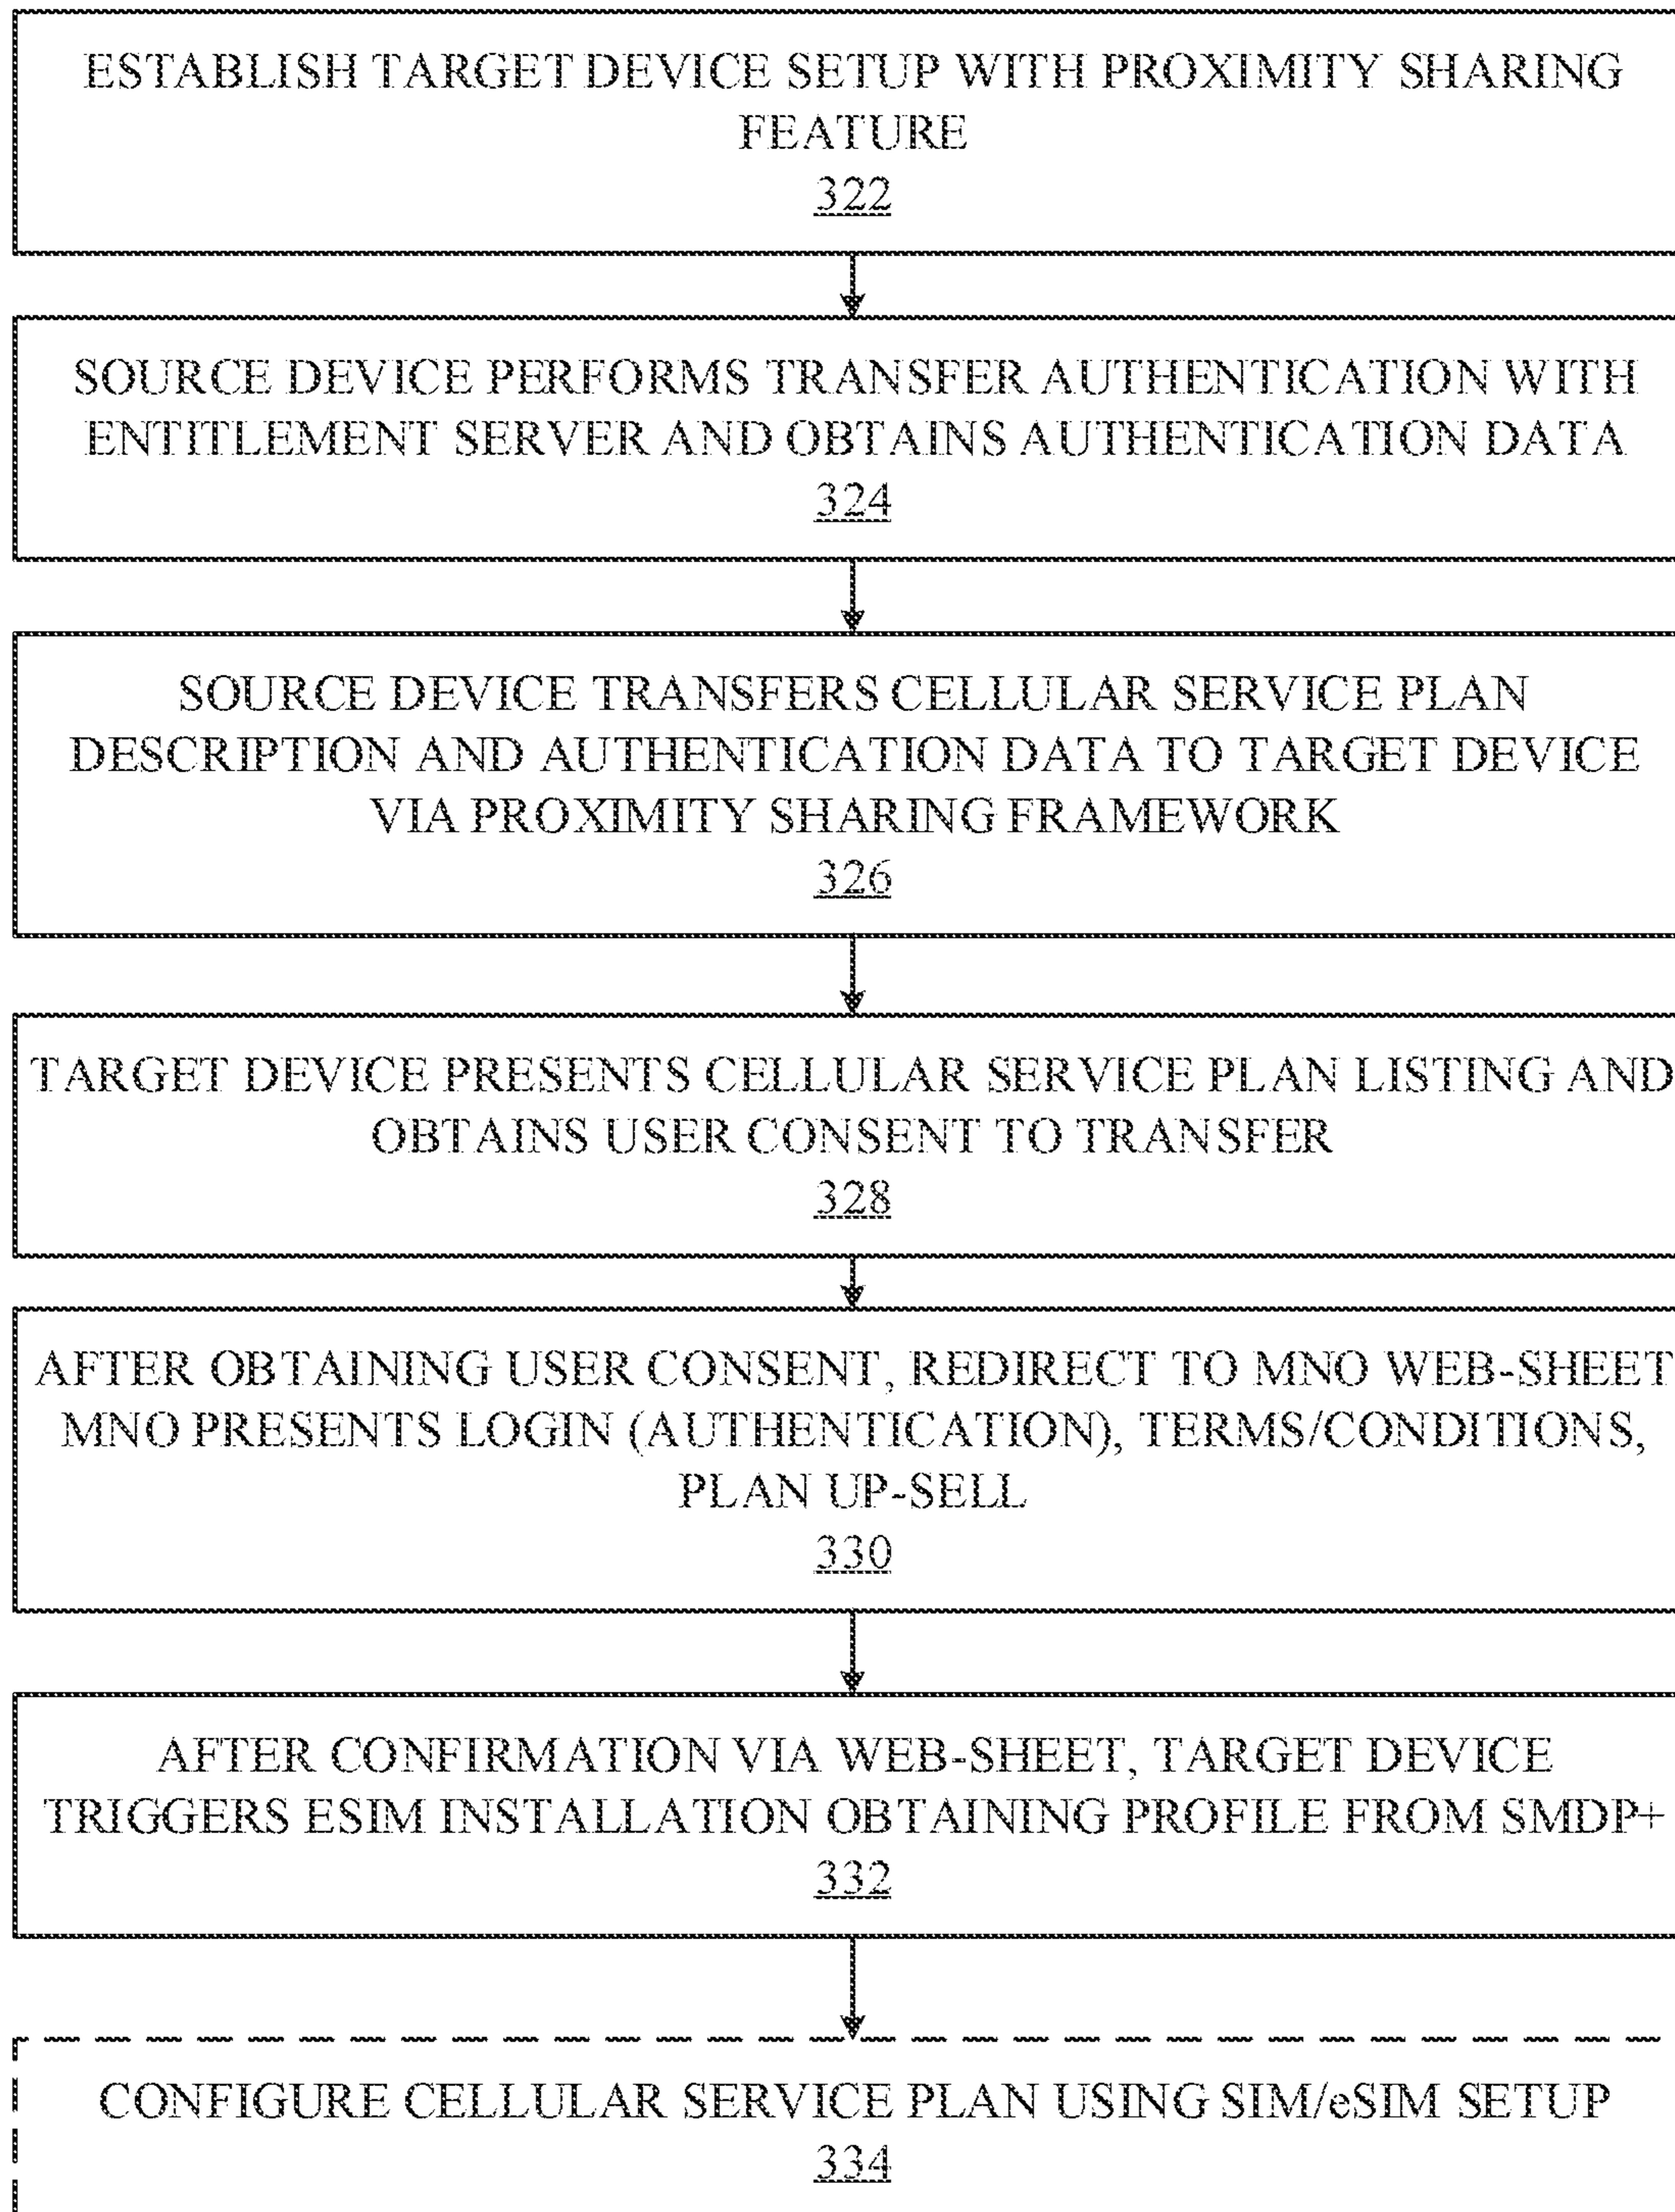 ESTABLISH TARGET DEVICE SETUP WITH PROXIMITY SHARING
FEATURE
322
SOURCE DEVICE PERFORMS TRANSFER AUTHENTICATION WITH
ENTITLEMENT SERVER AND OBTAINS AUTHENTICATION DATA
324
SOURCE DEVICE TRANSFERS CELLULAR SERVICE PLAN
DESCRIPTION AND AUTHENTICATION DATA TO TARGET DEVICE
VIA PROXIMITY SHARING FRAMEWORK
326
TARGET DEVICE PRESENTS CELLULAR SERVICE PLAN LISTING AND
OBTAINS USER CONSENT TO TRANSFER
328
AFTER OBTAINING USER CONSENT, REDIRECT TO MNO WEB-SHEET
MNO PRESENTS LOGIN (AUTHENTICATION), TERMS/CONDITIONS,
PLAN UP-SELL
330
AFTER CONFIRMATION VIA WEB-SHEET, TARGET DEVICE
TRIGGERS ESIM INSTALLATION OBTAINING PROFILE FROM SMDP+
332
CONFIGURE CELLULAR SERVICE PLAN USING SIM/eSIM SETUP
334